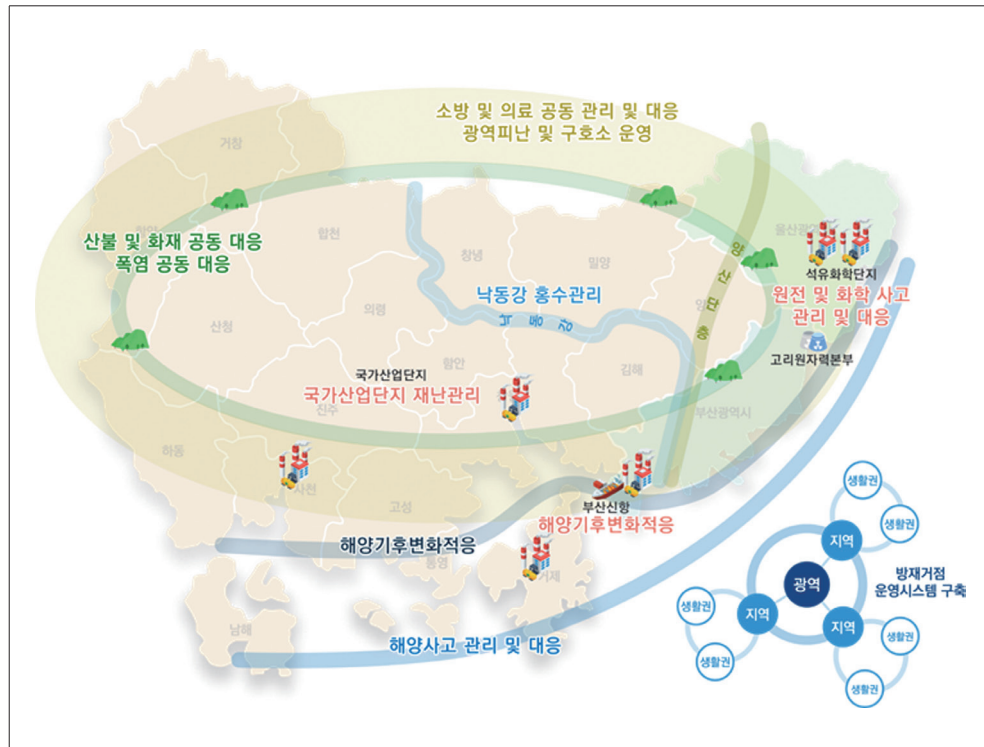 소방 및 의료 공동 관리 및 대응
광역피난 및 구호소 운영
거창
산불 및 화재 공동 대응
폭염 공동 대응
합천
창녕
밀양
울산광역시
양산단층
석유화학단지
원전 및 화학 사고
관리 및 대응
고리원자력본부
낙동강 홍수관리
낙동강
산청
의령
함안
김해
국가산업단지
국가산업단지 재난관리
진주
부산광역시
하동
사천
고성
부산신항
해양기후변화적응
해양기후변화적응
통영
거제
남해
해양사고 관리 및 대응
생활권
생활권
지역
방재거점
운영시스템 구축
광역
생활권
지역
지역
생활권
생활권
생활권